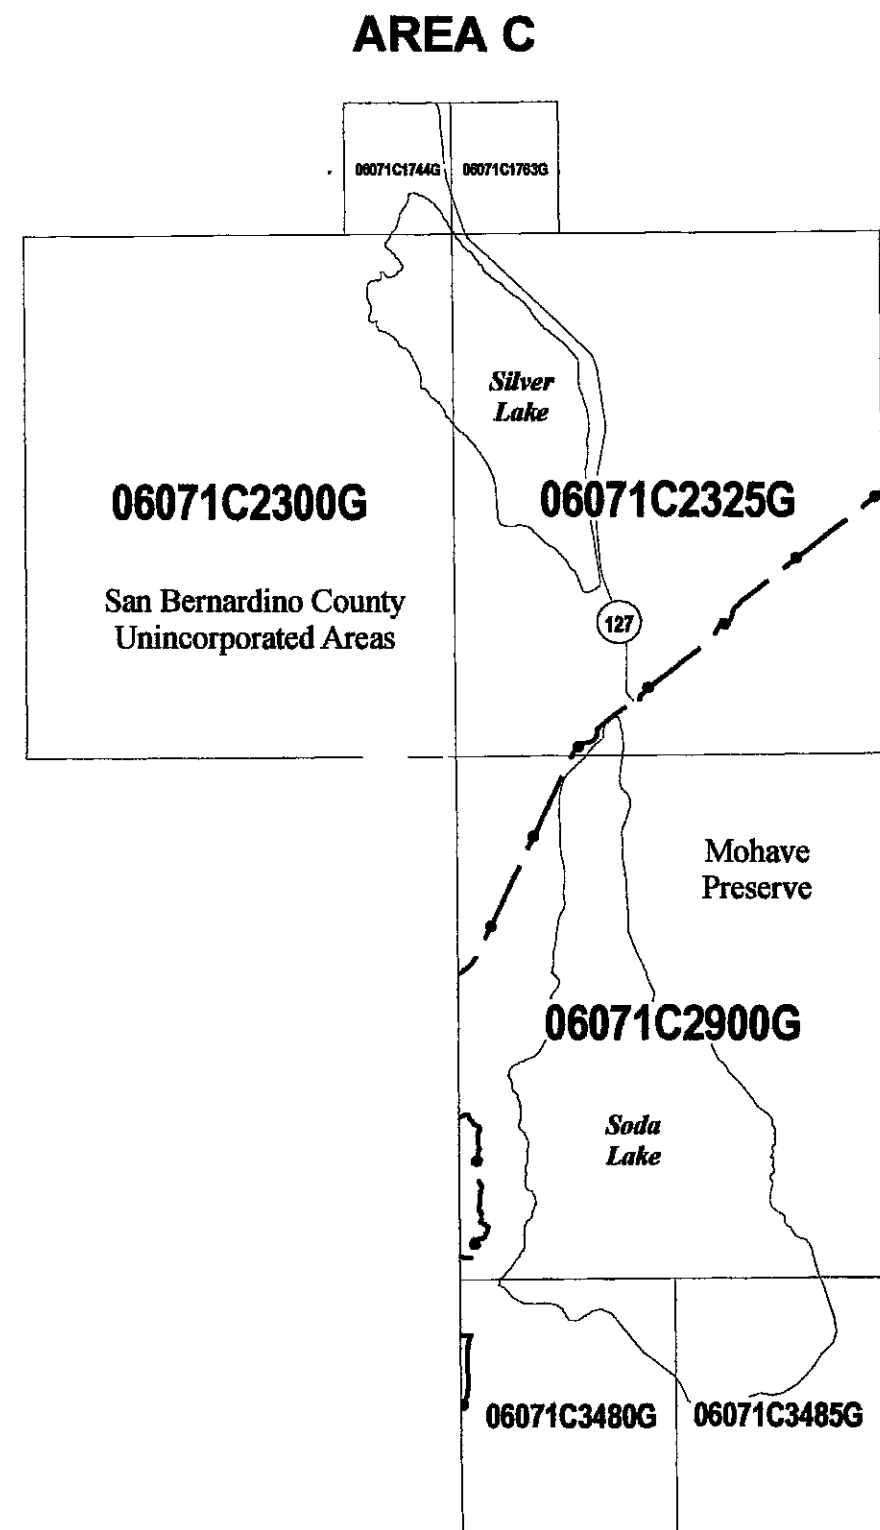 AREA C
06071C1744G
06071C1763G
Silver
Lake
06071C2300G
06071C2325G
San Bernardino County
Unincorporated Areas
127
Mohave
Preserve
06071C2900G
Soda
Lake
06071C3480G
06071C3485G